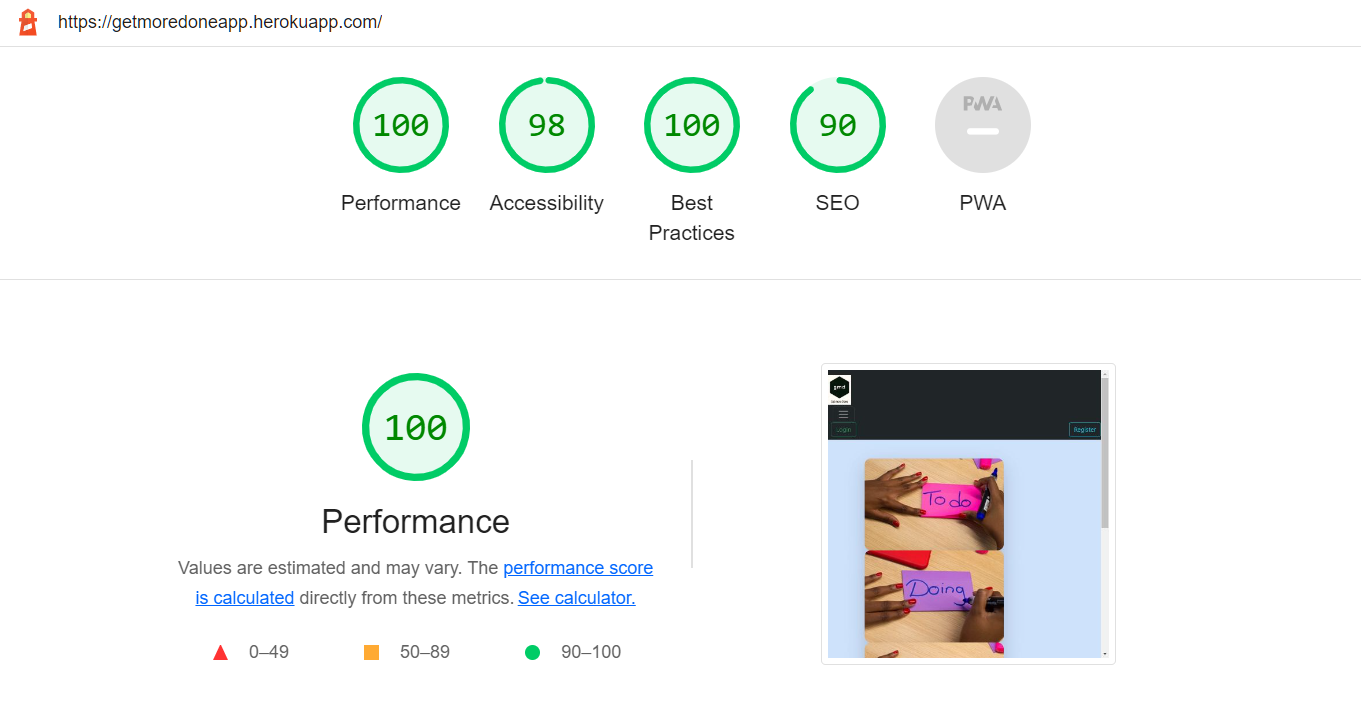 https://getmoredoneapp.herokuapp.com/
100
98
100
90
PWA
Performance
Accessibility
Best
Practices
SEO
PWA
100
Performance
Values are estimated and may vary. The performance score
is calculated directly from these metrics. See calculator.
0–49
50–89
90–100
gmd
Login
Register
To do
Doing